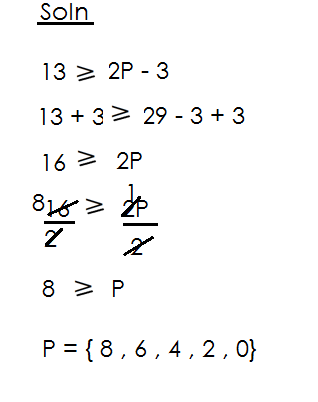 Soln
13 ⩾ 2P - 3
13 + 3 ⩾ 29 - 3 + 3
16 ⩾ 2P
8 16 ⩾ 1 2P
2 2
8 ⩾ P
P = { 8 , 6 , 4 , 2 , 0}